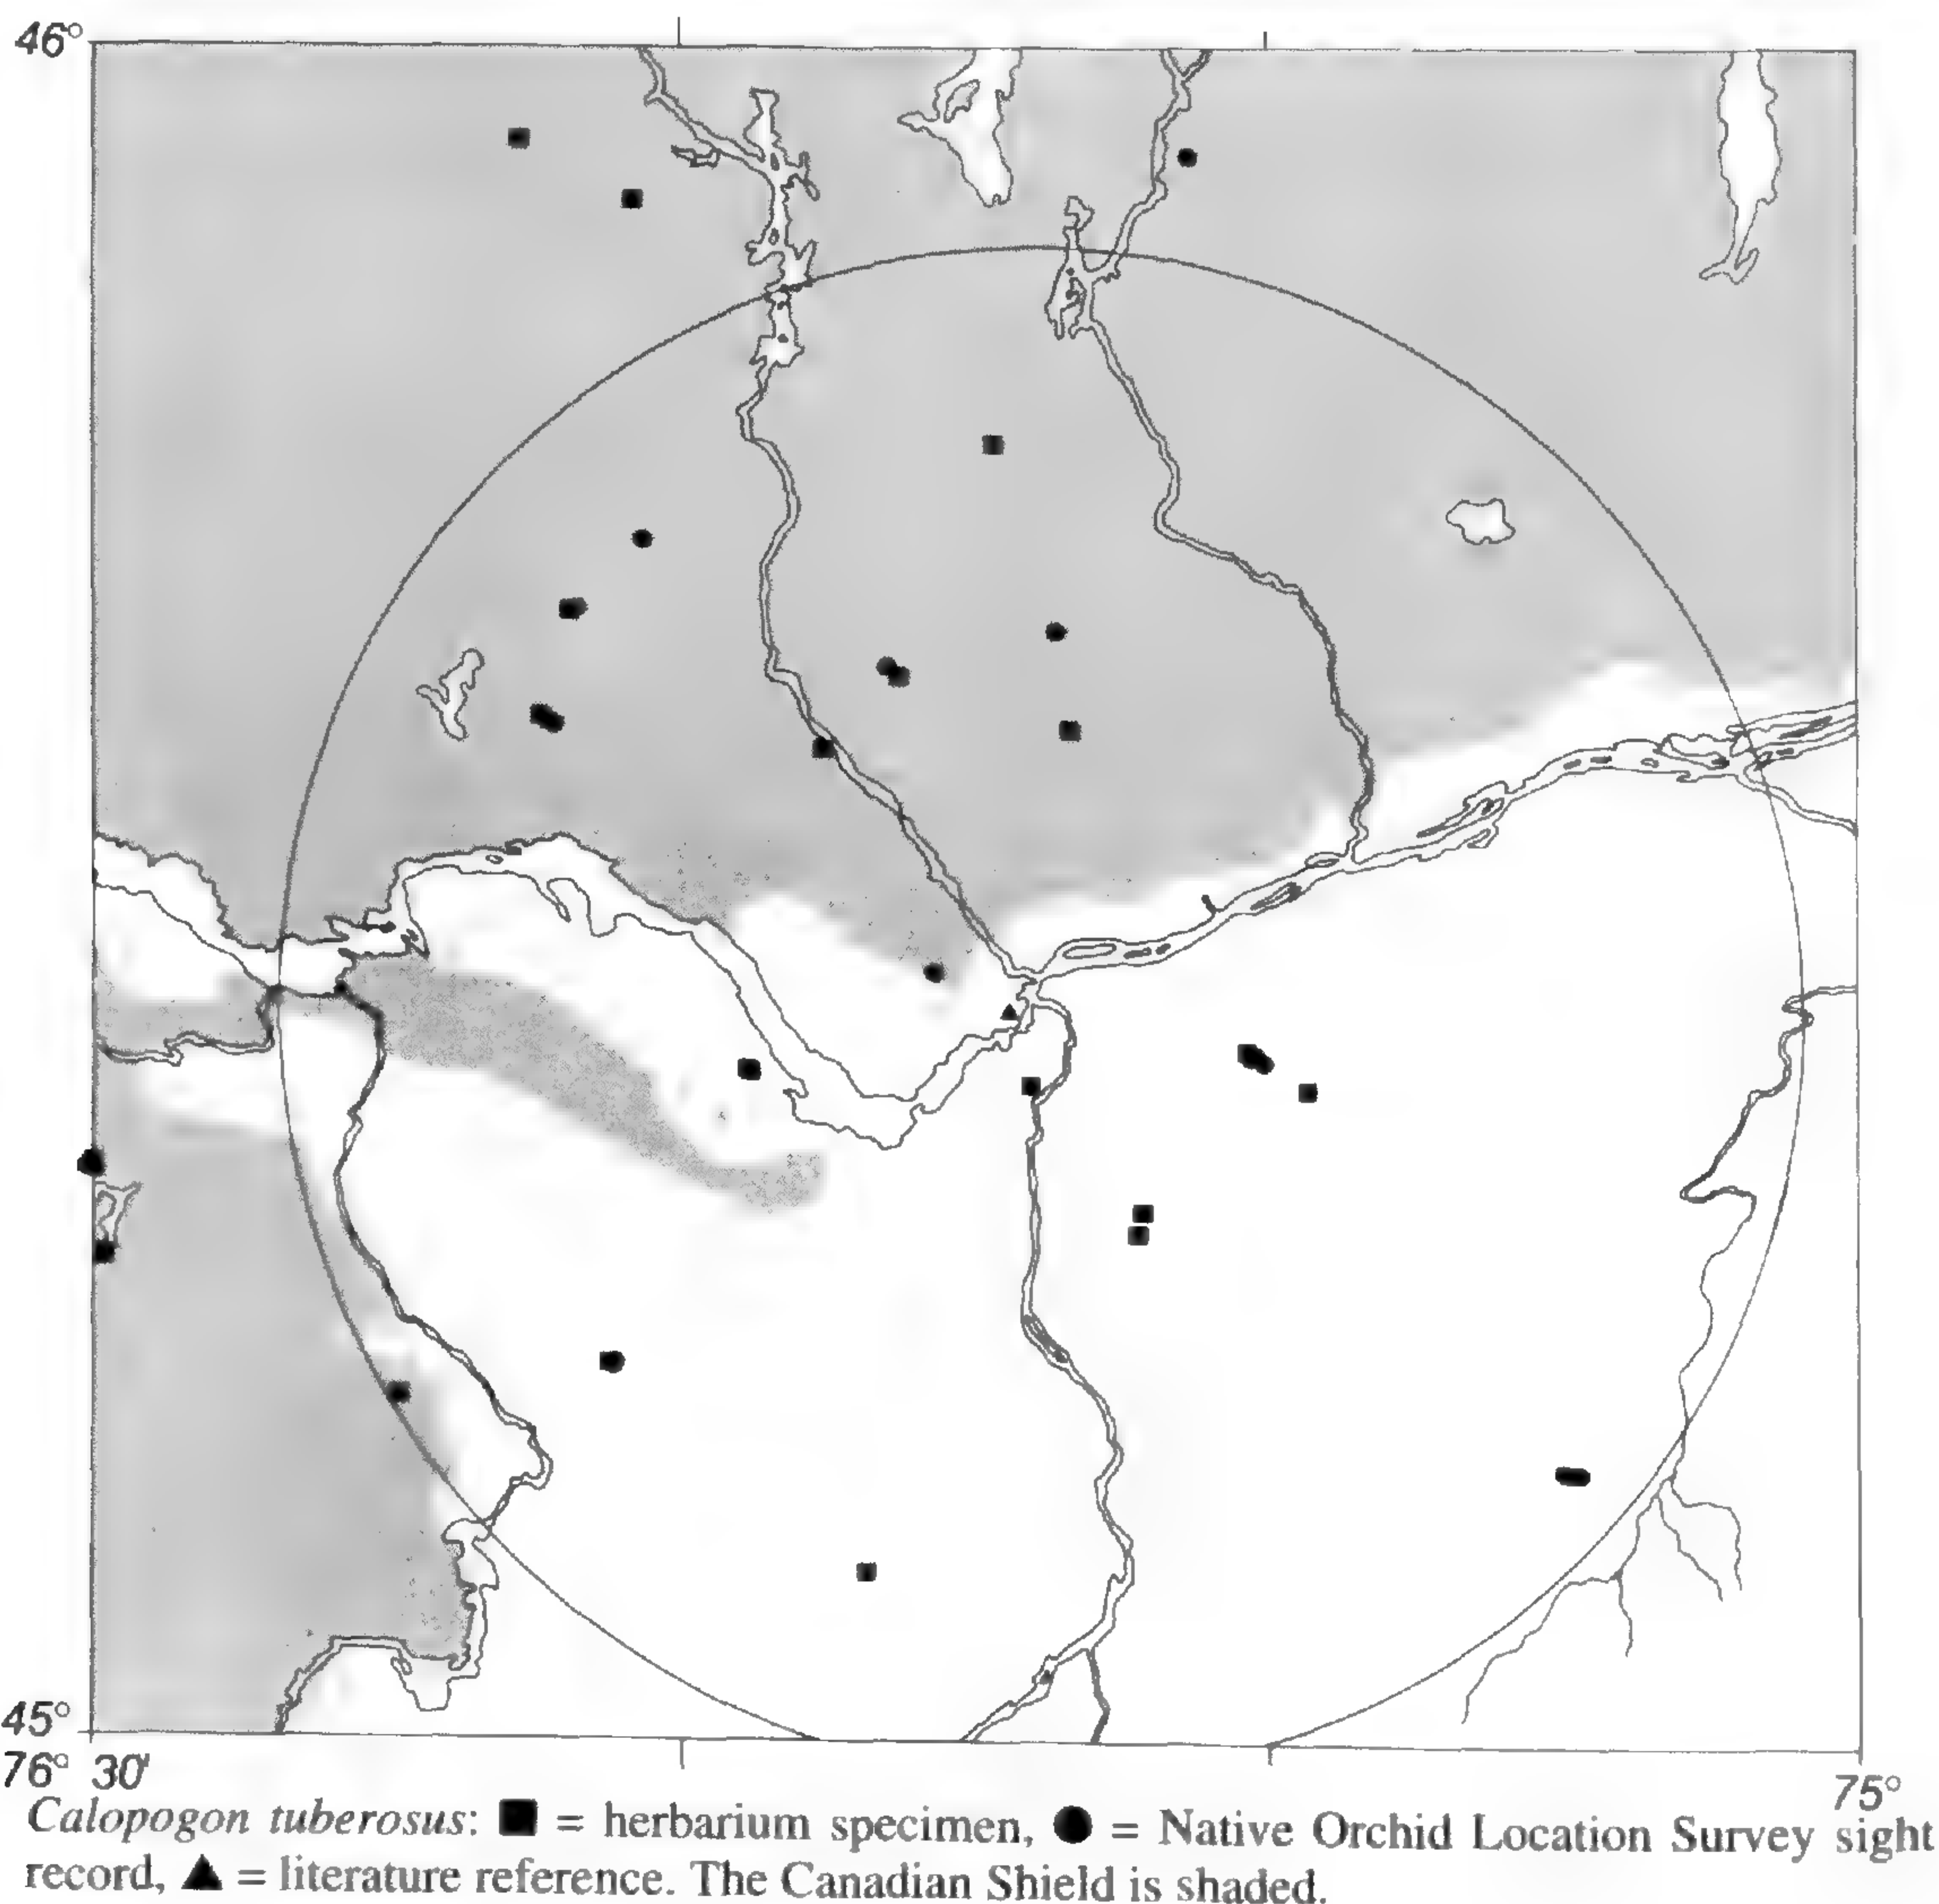 46°
45°
76° 30'
75°
Calopogon tuberosus: ■ = herbarium specimen, ● = Native Orchid Location Survey sight
record, ▲ = literature reference. The Canadian Shield is shaded.